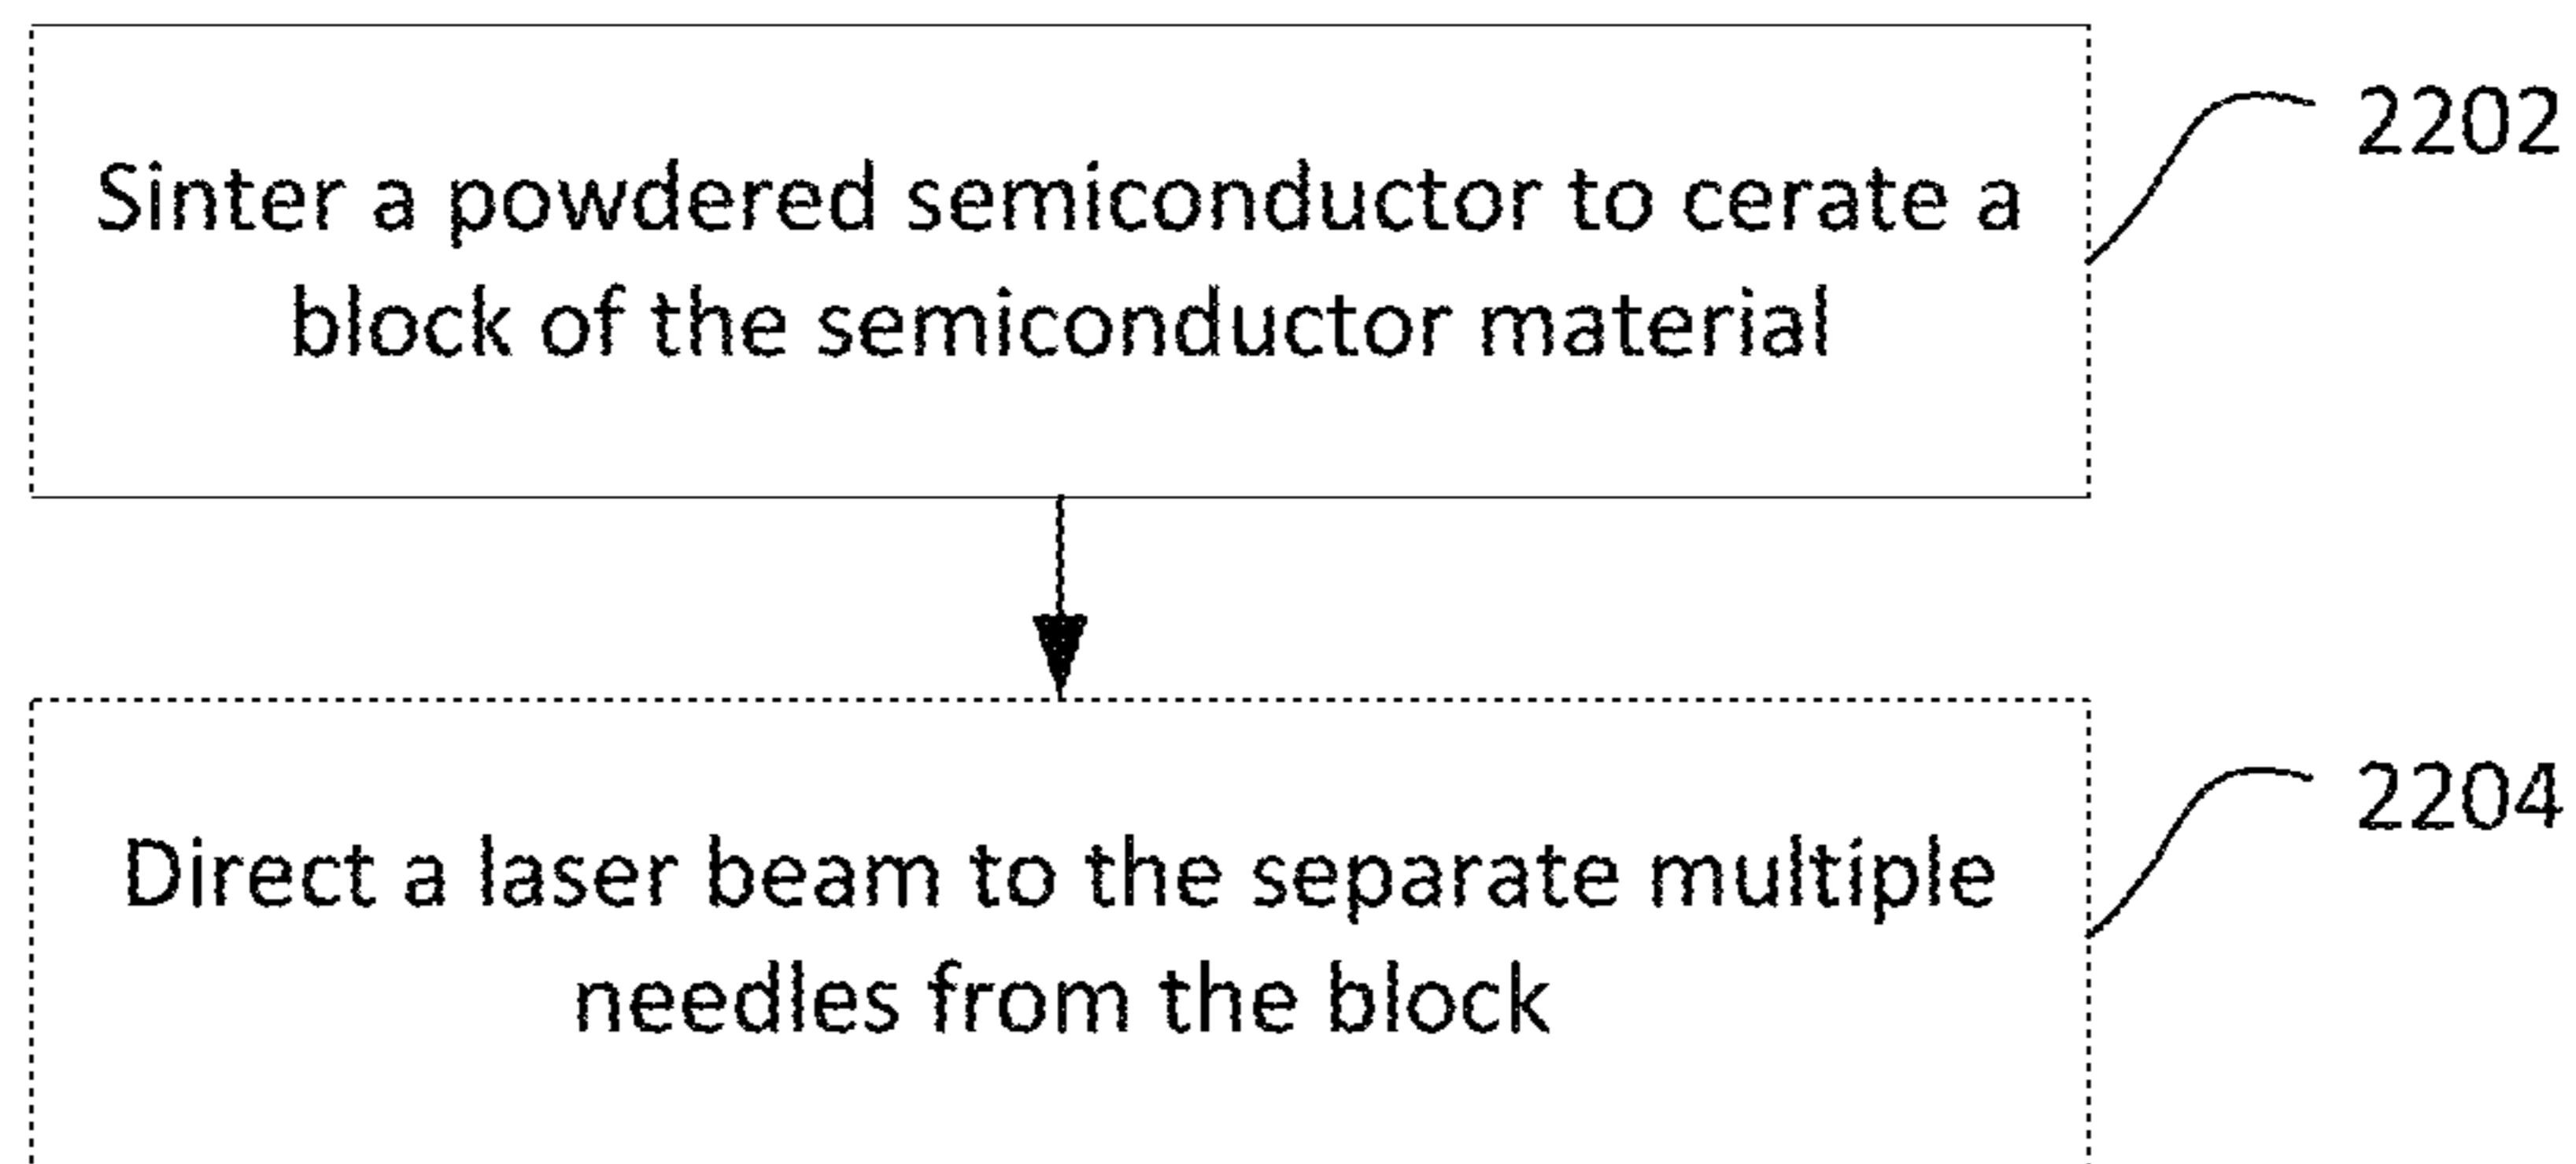 Sinter a powdered semiconductor to cerate a
block of the semiconductor material
2202
Direct a laser beam to the separate multiple
needles from the block
2204